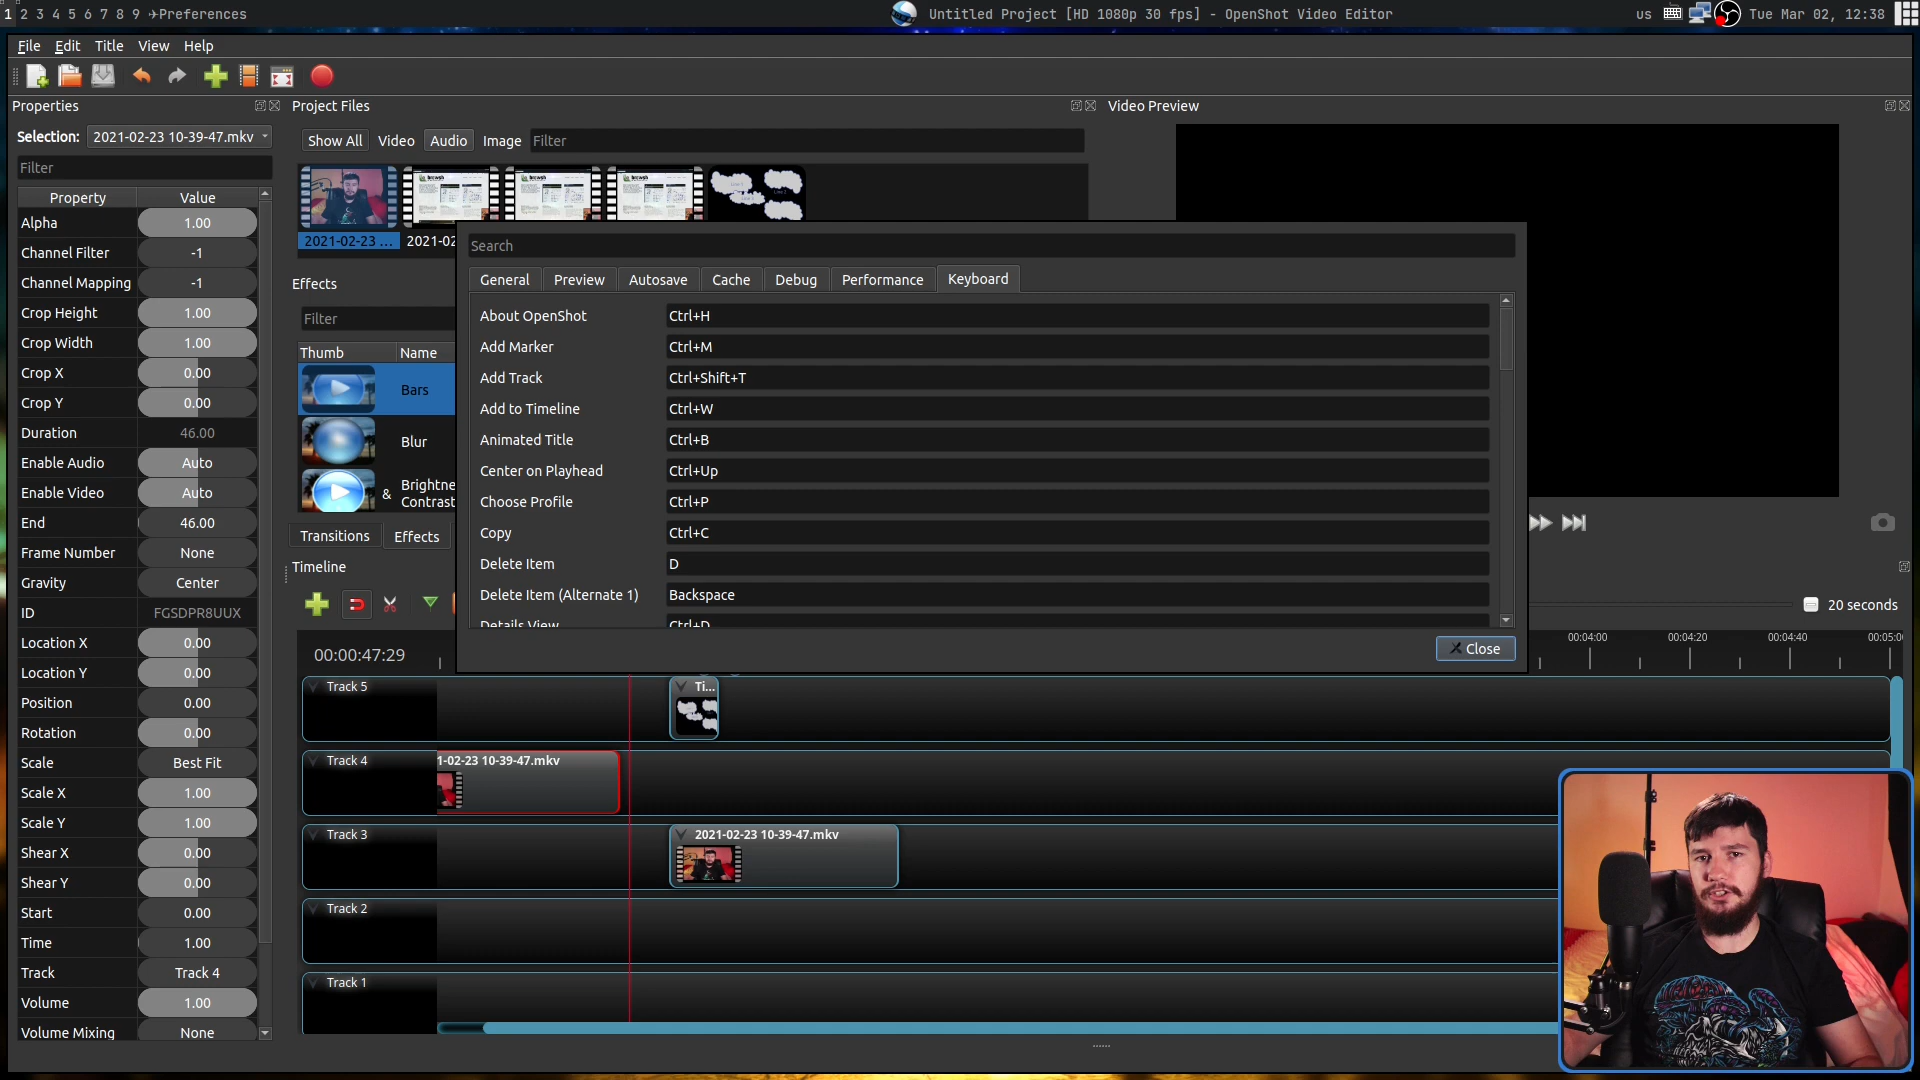 1 2 3 4 5 6 7 8 9 Preferences
Untitled Project [HD 1080p 30 fps] - OpenShot Video Editor
us
Tue Mar 02, 12:38
File Edit Title View Help
Properties
Project Files
Video Preview
Selection: 2021-02-23 10-39-47.mkv
Filter
Show All Video Audio Image Filter
2021-02-23 ...
2021-02
Property Value
Alpha 1.00
Channel Filter -1
Channel Mapping -1
Crop Height 1.00
Crop Width 1.00
Crop X 0.00
Crop Y 0.00
Duration 46.00
Enable Audio Auto
Enable Video Auto
End 46.00
Frame Number None
Gravity Center
ID FGSDPR8UUX
Location X 0.00
Location Y 0.00
Position 0.00
Rotation 0.00
Scale Best Fit
Scale X 1.00
Scale Y 1.00
Shear X 0.00
Shear Y 0.00
Start 0.00
Time 1.00
Track Track 4
Volume 1.00
Volume Mixing None
Effects
Filter
Thumb Name
Bars
Blur
&
Contrast
Transitions Effects
Search
General Preview Autosave Cache Debug Performance Keyboard
About OpenShot Ctrl+H
Add Marker Ctrl+M
Add Track Ctrl+Shift+T
Add to Timeline Ctrl+W
Animated Title Ctrl+B
Center on Playhead Ctrl+Up
Choose Profile Ctrl+P
Copy Ctrl+C
Delete Item D
Delete Item (Alternate 1) Backspace
Details View Ctrl+D
Close
Timeline
20 seconds
00:00:47:29
00:04:00 00:04:20 00:04:40 00:05:0
Track 5
Ti...
Track 4
1-02-23 10-39-47.mkv
Track 3
2021-02-23 10-39-47.mkv
Track 2
Track 1